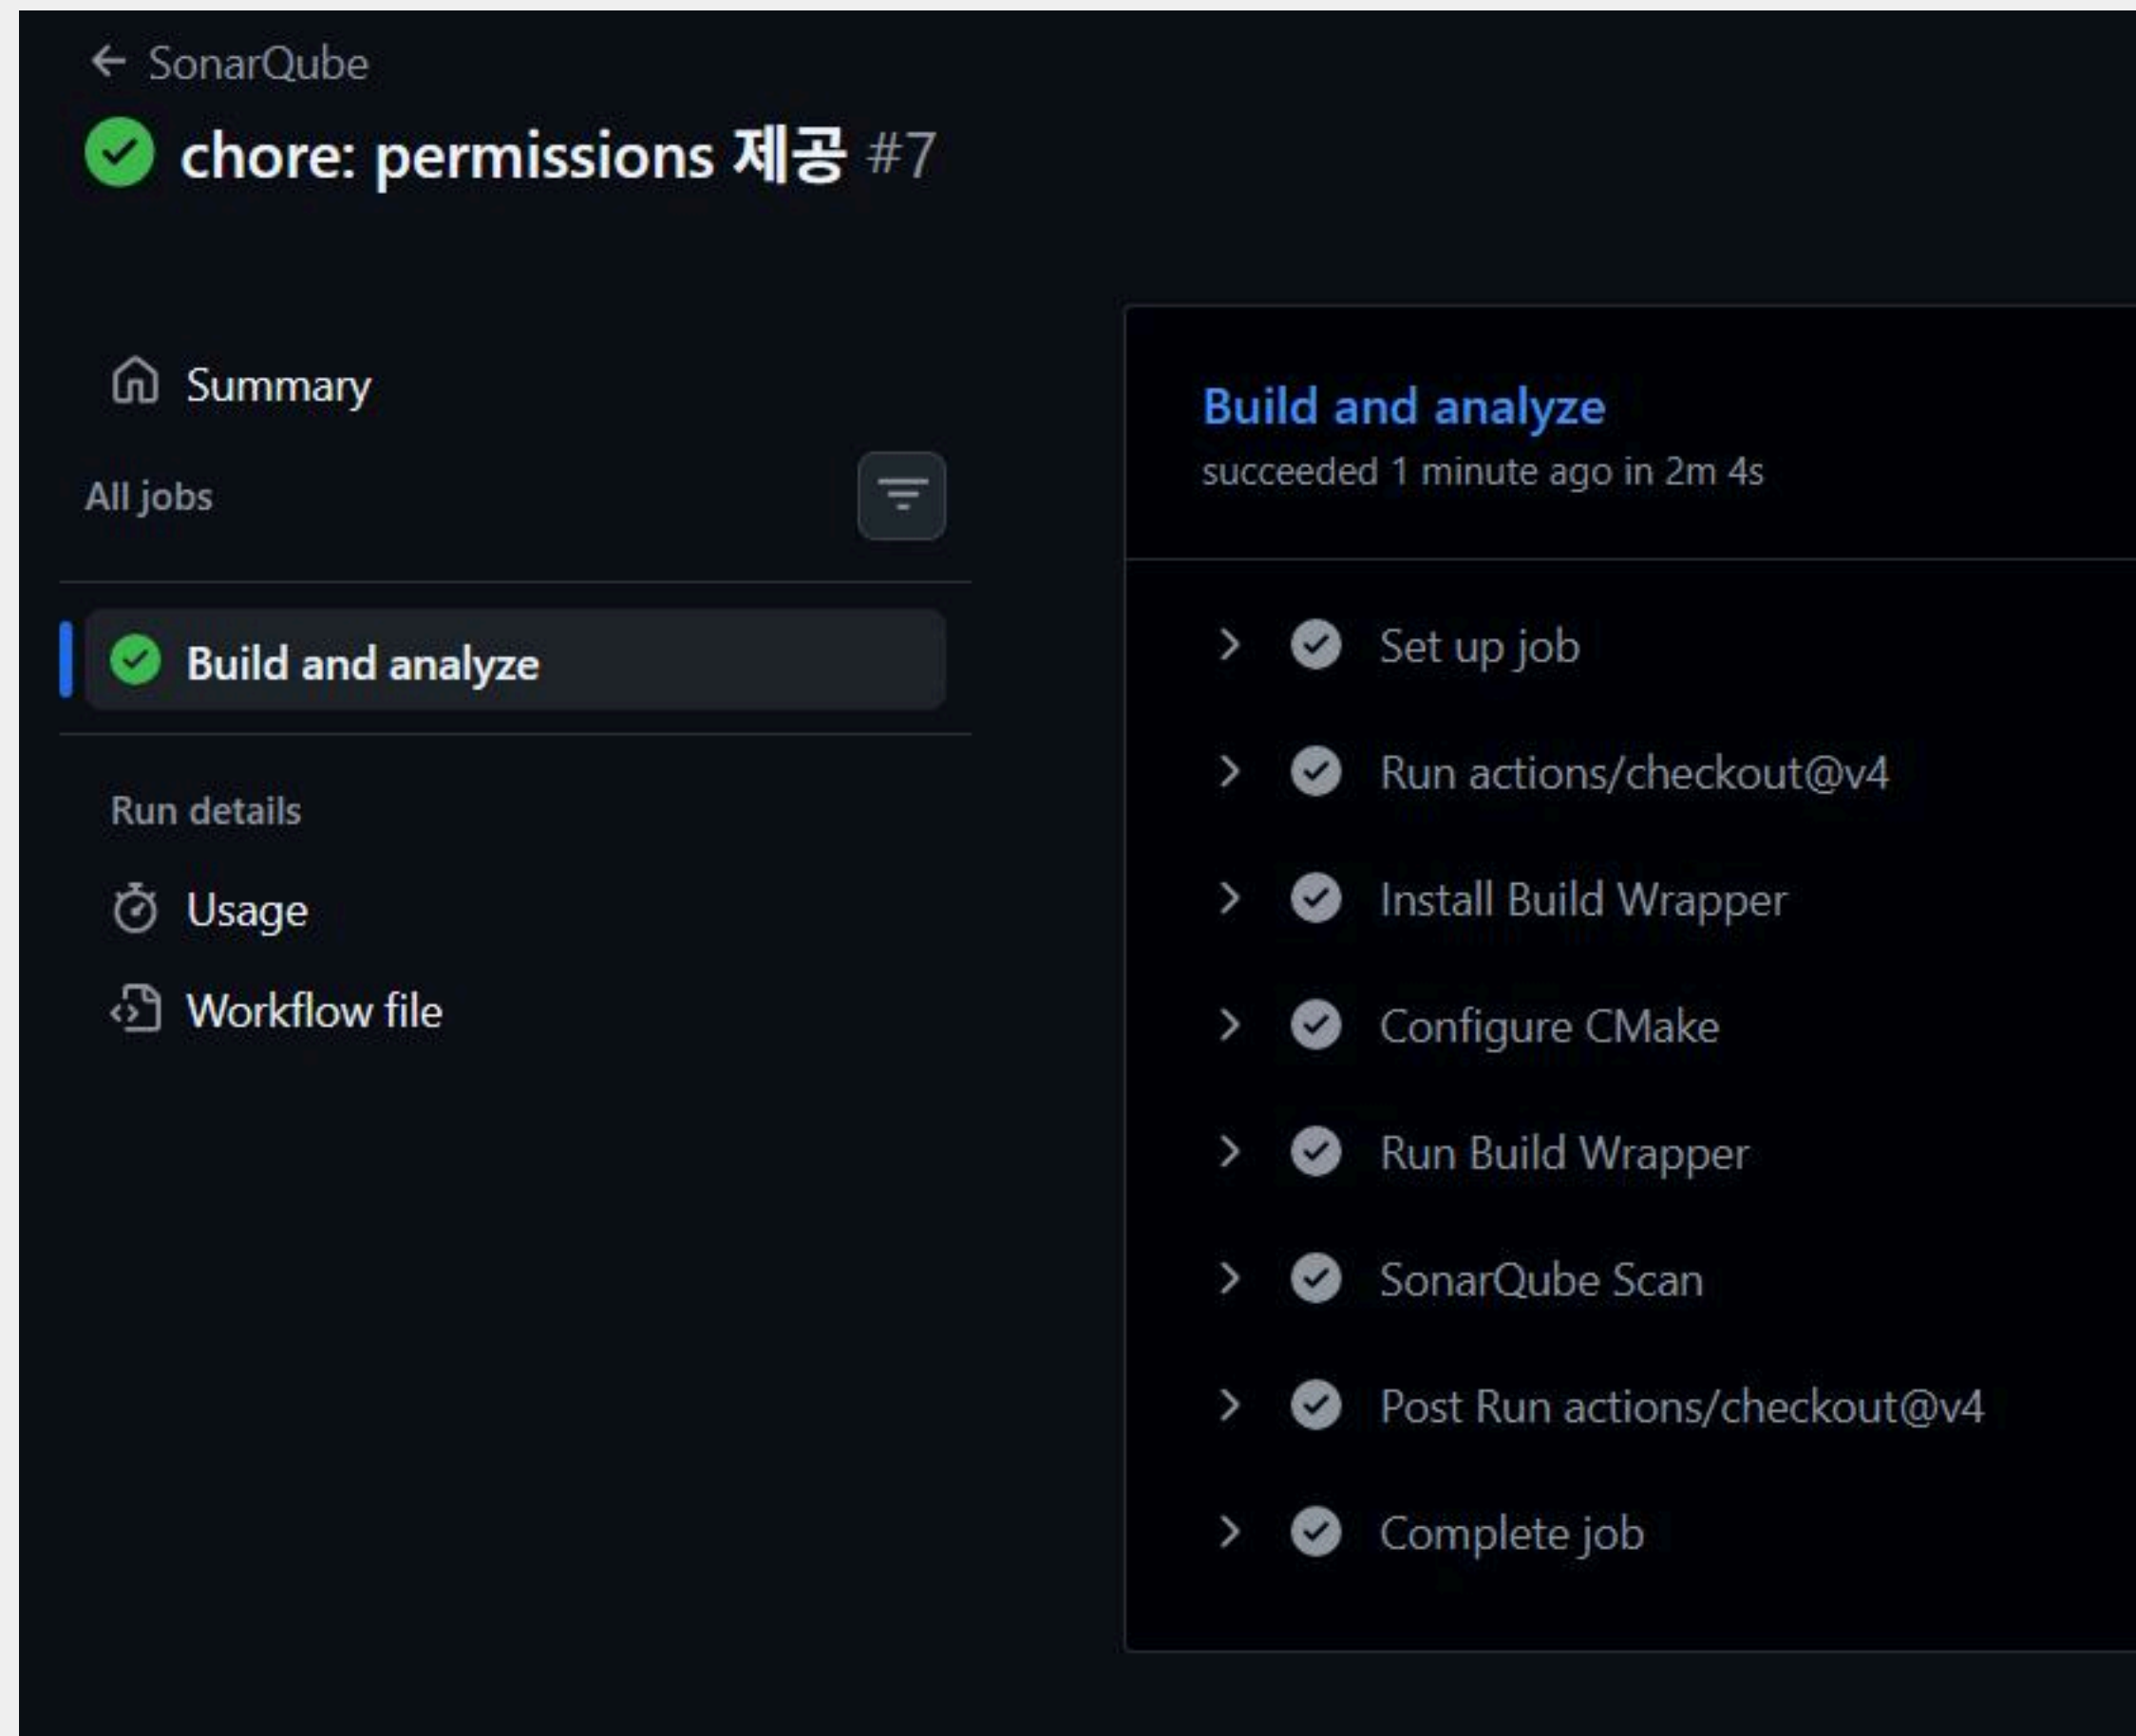 SonarQube
chore: permissions 제공 #7
Summary
All jobs
Build and analyze
Run details
Usage
Workflow file
Build and analyze
succeeded 1 minute ago in 2m 4s
Set up job
Run actions/checkout@v4
Install Build Wrapper
Configure CMake
Run Build Wrapper
SonarQube Scan
Post Run actions/checkout@v4
Complete job